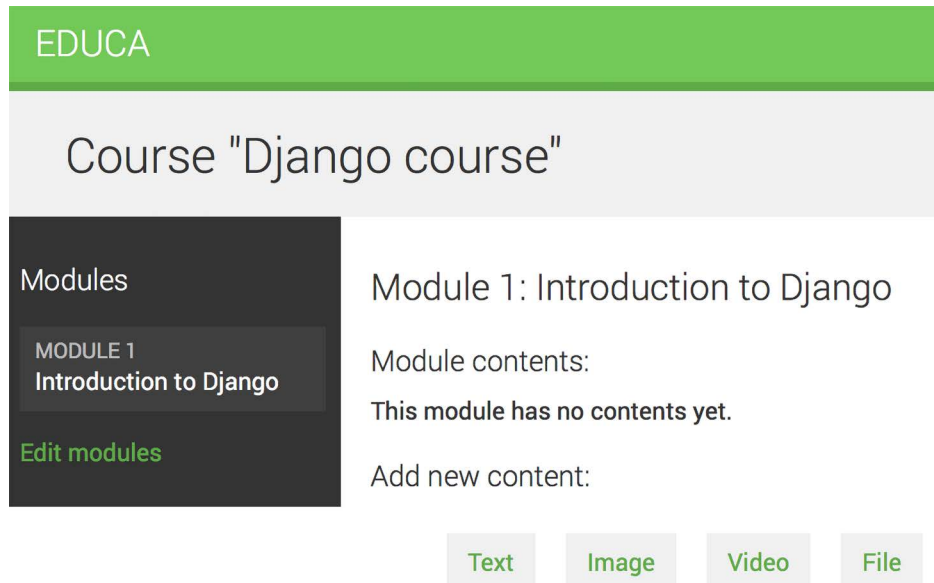 EDUCA
Course "Django course"
Modules
MODULE 1
Introduction to Django
Edit modules
Module 1: Introduction to Django
Module contents:
This module has no contents yet.
Add new content:
Text Image Video File